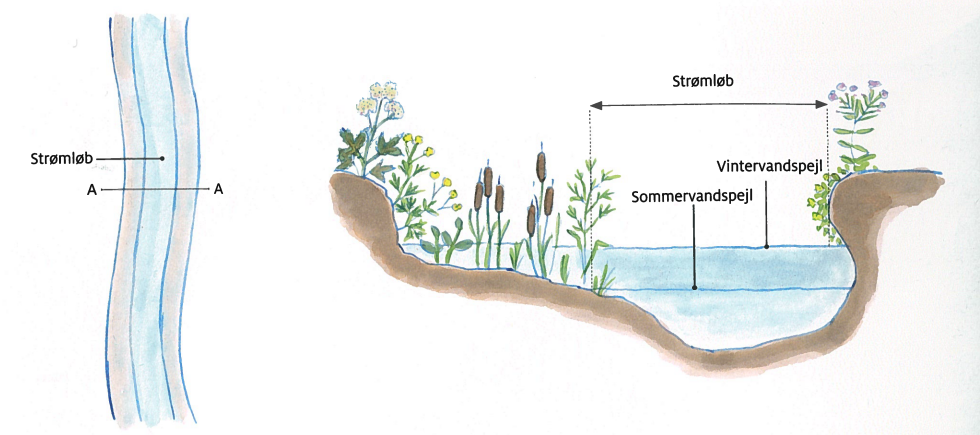 Strømløb
A A
Strømløb
Vintervandspejl
Sommervandspejl